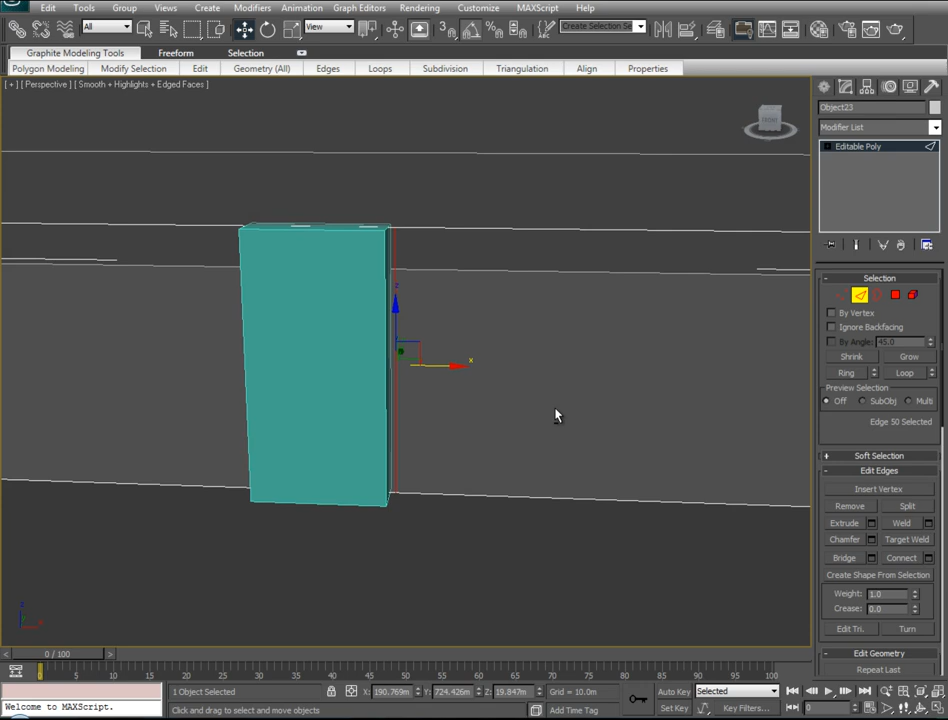 Edit Tools Group Views Create Modifiers Animation Graph Editors Rendering Customize MAXScript Help
All View Create Selection Se
Graphite Modeling Tools Freeform Selection
Polygon Modeling Modify Selection Edit Geometry (All) Edges Loops Subdivision Triangulation Align Properties
[ + ] [ Perspective ] [ Smooth + Highlights + Edged Faces ]
Object23
Modifier List
Editable Poly
Selection
By Vertex
Ignore Backfacing
By Angle: 45.0
Shrink Grow
Ring Loop
Preview Selection
Off SubObj Multi
Edge 50 Selected
Soft Selection
Edit Edges
Insert Vertex
Remove Split
Extrude Weld
Chamfer Target Weld
Bridge Connect
Create Shape From Selection
Weight: 1.0
Crease: 0.0
Edit Tri. Turn
Edit Geometry
Repeat Last
z
x
z
x
0 / 100
0 5 10 15 20 25 30 35 40 45 50 55 60 65 70 75 80 85 90 95 100
1 Object Selected X: 190.769m Y: 724.426m Z: 19.847m Grid = 10.0m Auto Key Selected
Welcome to MAXScript. Click and drag to select and move objects Add Time Tag Set Key Key Filters... 0